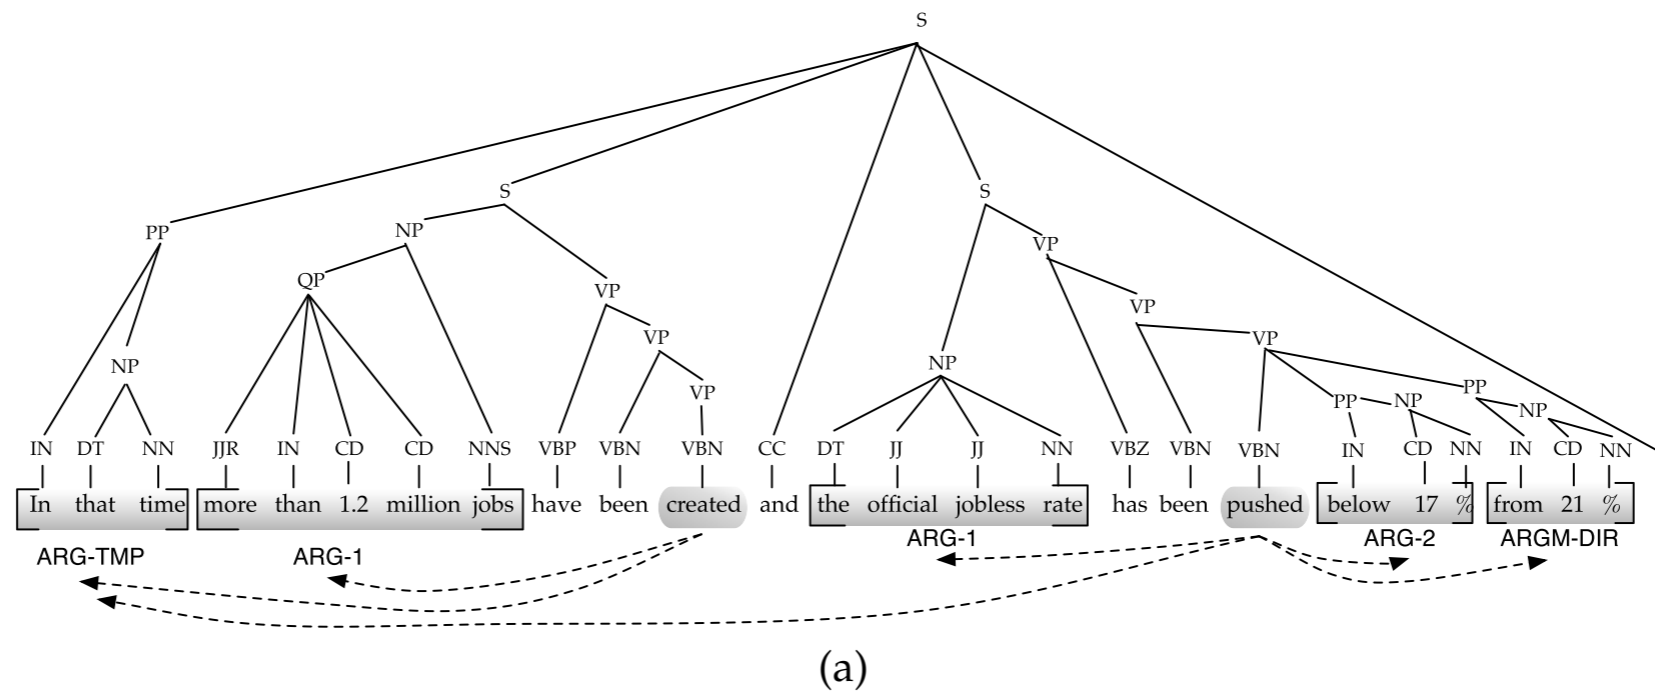 S
S S
PP NP VP
QP
VP VP
VP VP
NP NP
PP
VP PP NP NP
IN DT NN JJR IN CD CD NNS VBP VBN VBN CC DT JJ JJ NN VBZ VBN VBN IN CD NN IN CD NN
In that time more than 1.2 million jobs have been created and the official jobless rate has been pushed below 17 % from 21 %
ARG-TMP ARG-1 ARG-1 ARG-2 ARGM-DIR
(a)